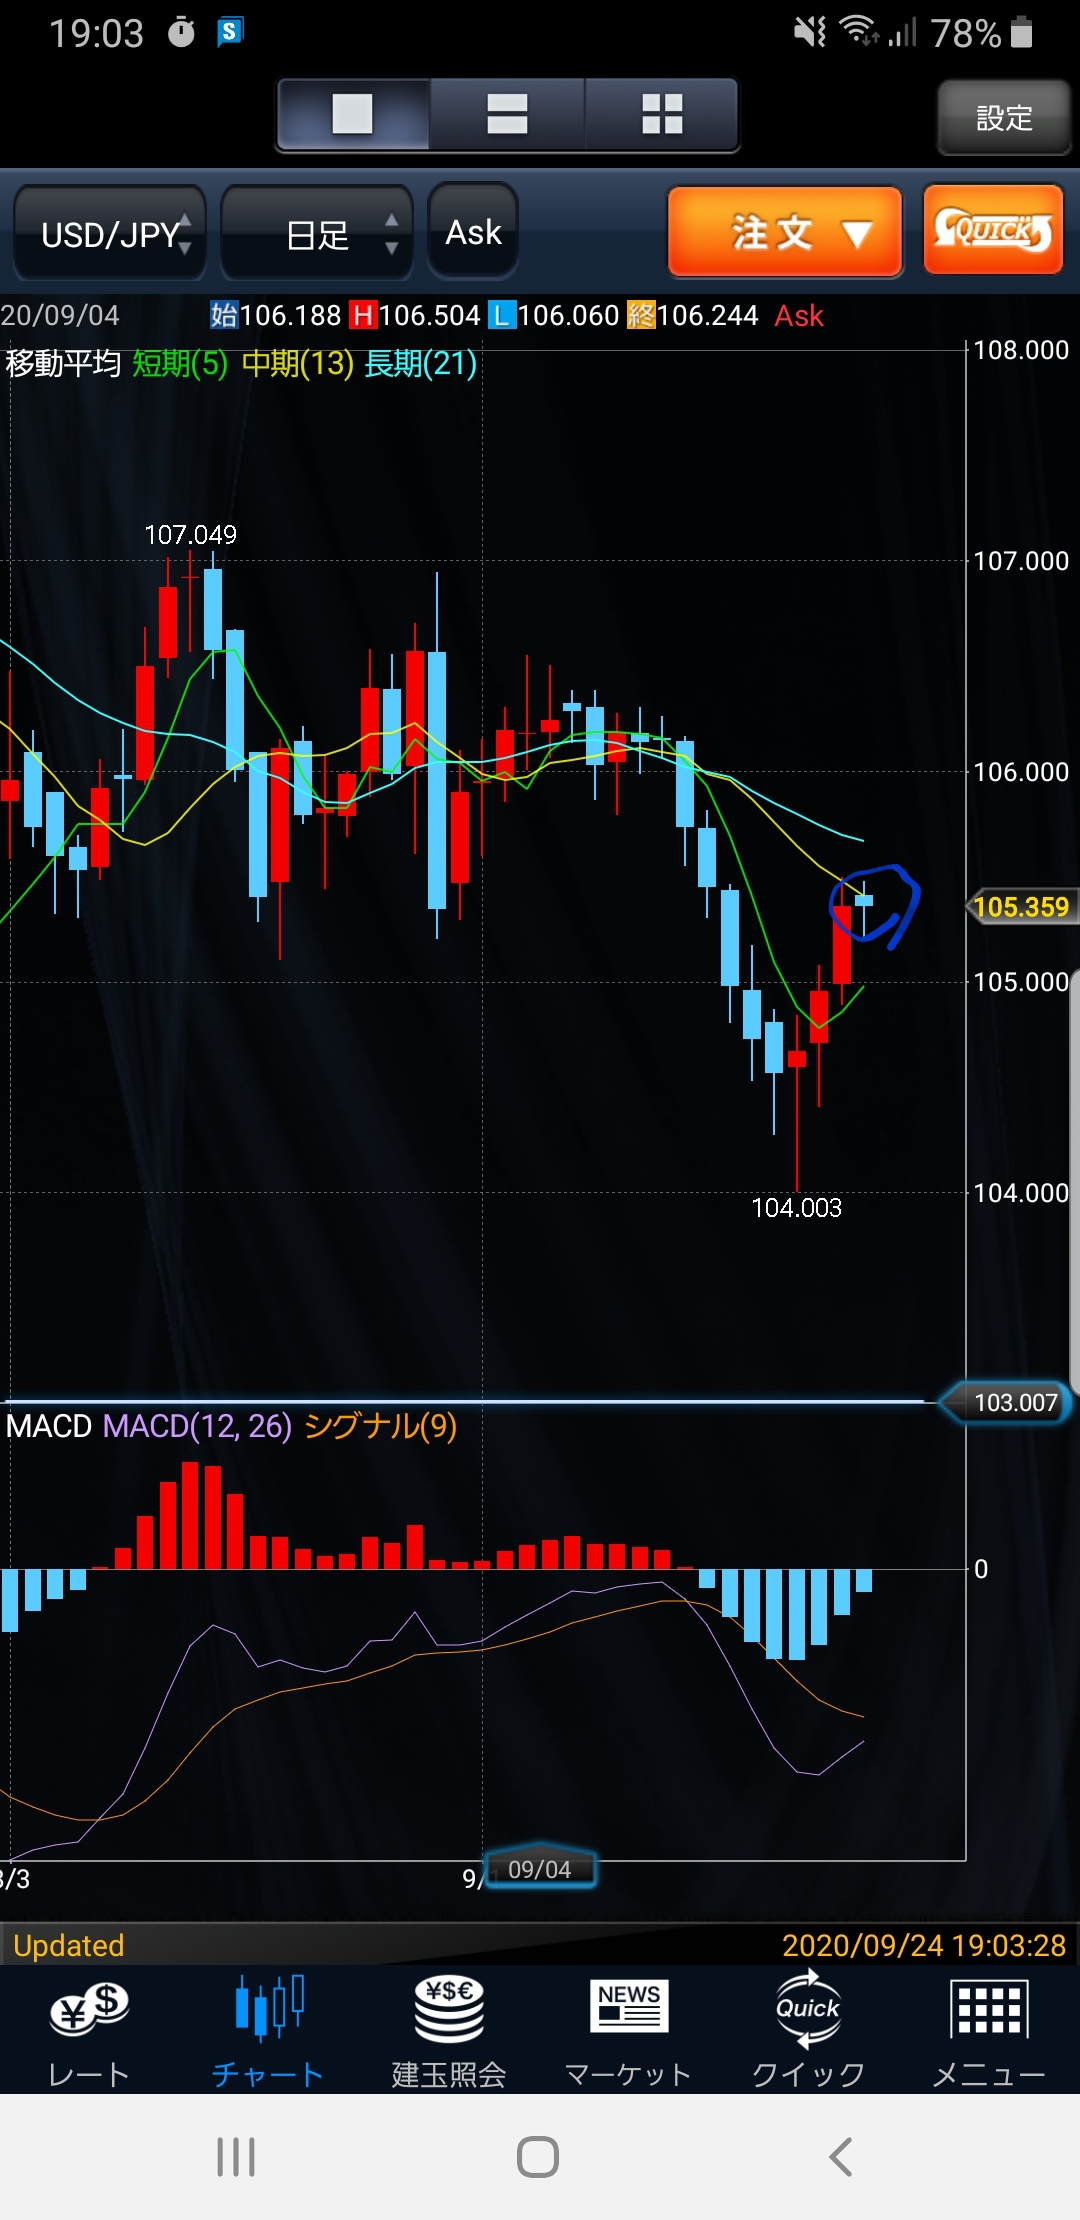 19:03 S 78%
設定
USD/JPY 日足 Ask 注文 ▼ QUICK
20/09/04 始106.188 H106.504 L106.060 終106.244 Ask
移動平均 短期(5) 中期(13) 長期(21)
108.000
107.049
107.000
106.000
105.359
105.000
104.000
104.003
103.007
MACD MACD(12, 26) シグナル(9)
0
3/3 9/ 09/04
Updated 2020/09/24 19:03:28
¥$ ¥$€ NEWS Quick
レート チャート 建玉照会 マーケット クイック メニュー